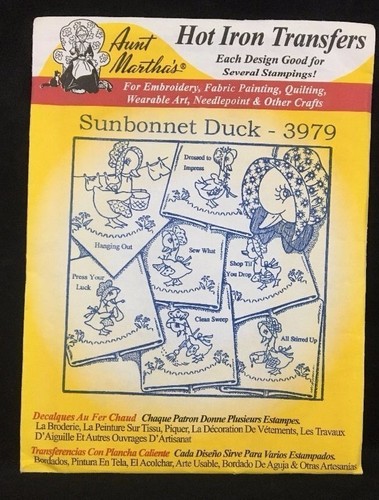 Aunt
Martha's®
Hot Iron Transfers
Each Design Good for
Several Stampings!
For Embroidery, Fabric Painting, Quilting,
Wearable Art, Needlepoint & Other Crafts
Sunbonnet Duck - 3979
Dressed to
Impress
Hanging Out
Sew What
Shop Til
You Drop
Press Your
Luck
Clean Sweep
All Stirred Up
Decalques Au Fer Chaud Chaque Patron Donne Plusieurs Estampes.
La Broderie, La Peinture Sur Tissu, Piquer, La Décoration De Vétements, Les Travaux
D'Aiguille Et Autres Ouvrages D'Artisanat
Transferencias Con Plancha Caliente Cada Diseño Sirve Para Varios Estampados.
Bordados, Pintura En Tela, El Acolchar, Arte Usable, Bordado De Aguja & Otras Artesanias